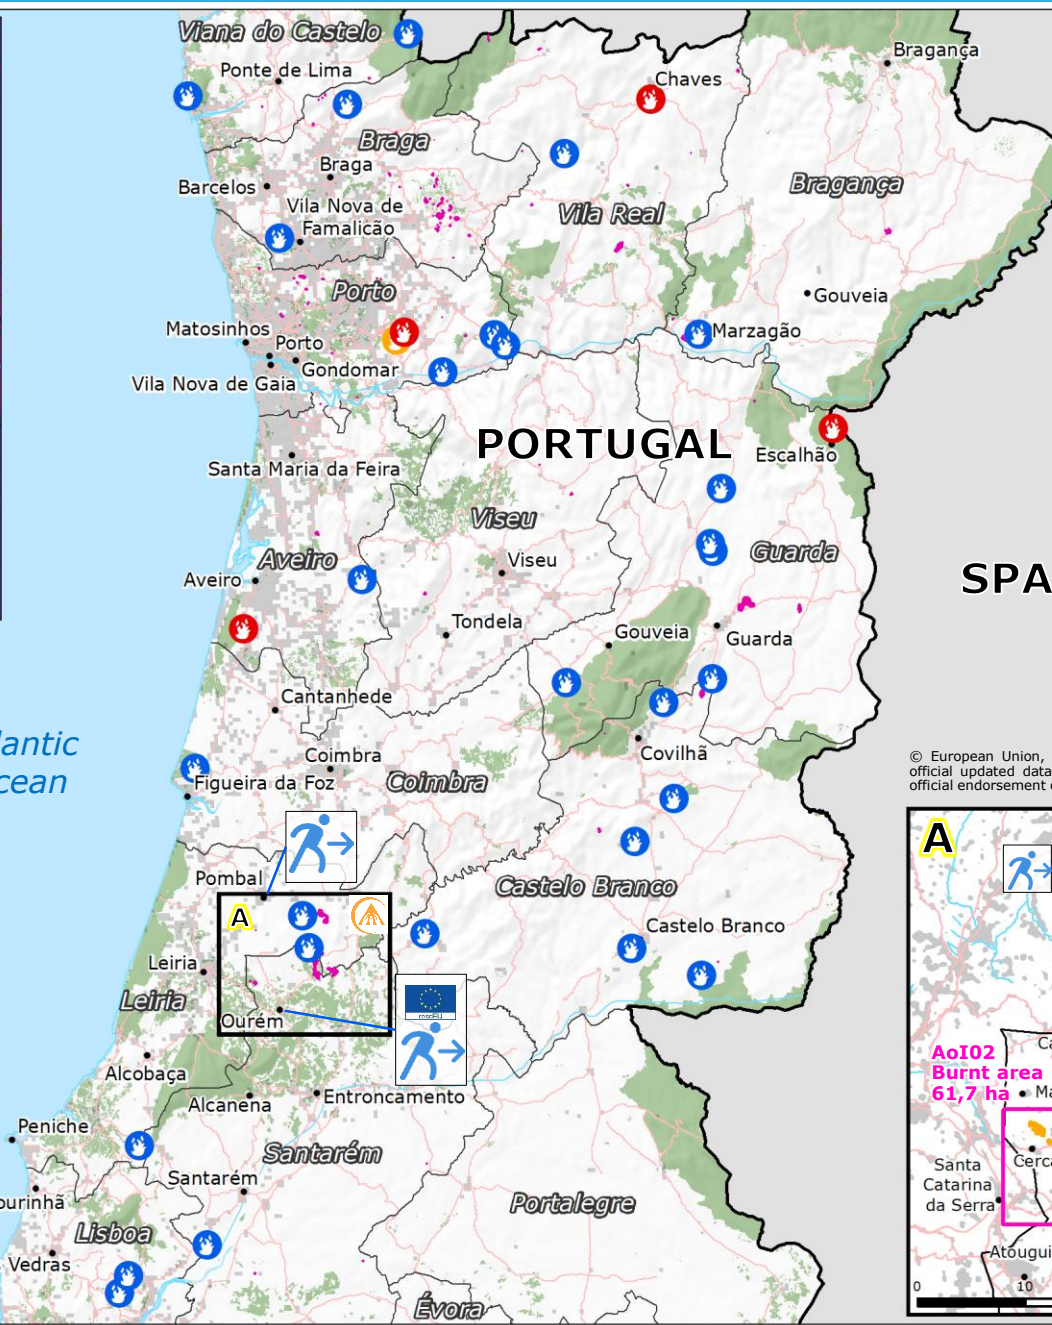 Viana do Castelo
Ponte de Lima
Bragança
Chaves
Braga
Braga
Barcelos
Vila Nova de
Famalicão
Vila Real
Bragança
Porto
Gouveia
Matosinhos
Porto
Gondomar
Marzagão
Vila Nova de Gaia
PORTUGAL
Escalhão
Santa Maria da Feira
Viseu
Guarda
Aveiro
Viseu
Aveiro
SPA
Tondela
Gouveia
Guarda
Cantanhede
lantic
cean
Coimbra
Covilhã
Figueira da Foz
Coimbra
© European Union,
official updated data
official endorsement
A
Pombal
Castelo Branco
A
Castelo Branco
Leiria
Leiria
Ourém
AoI02
Burnt area
61,7 ha
Ca
Ma
Alcobaça
Alcanena
Entroncamento
Peniche
Santarém
Cerca
Santa
Catarina
da Serra
Santarém
ourinhã
Portalegre
Lisboa
Vedras
Atougui
0
10
Évora